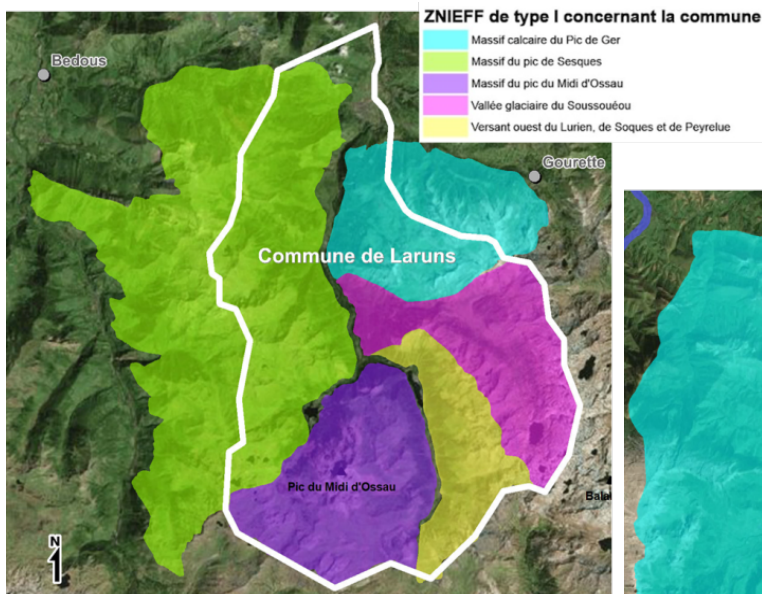 ZNIEFF de type I concernant la commune
Massif calcaire du Pic de Ger
Massif du pic de Sesques
Massif du pic du Midi d'Ossau
Vallée glaciaire du Soussouéou
Versant ouest du Lurien, de Soques et de Peyrelue
Bedous
Gourette
Commune de Laruns
Pic du Midi d'Ossau
Balai
N